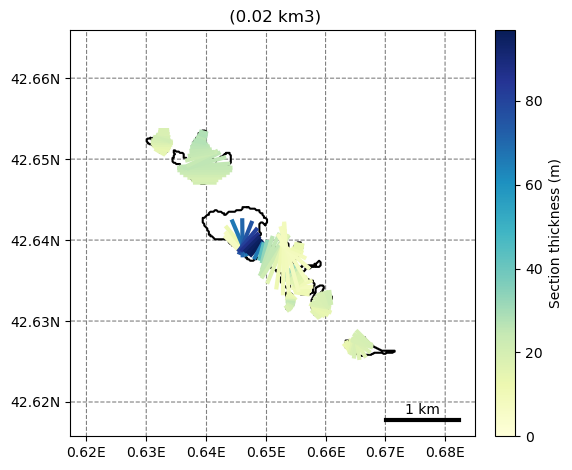 (0.02 km3)
42.66N
42.65N
42.64N
42.63N
42.62N
0.62E 0.63E 0.64E 0.65E 0.66E 0.67E 0.68E
1 km
80
60
40
20
0
Section thickness (m)